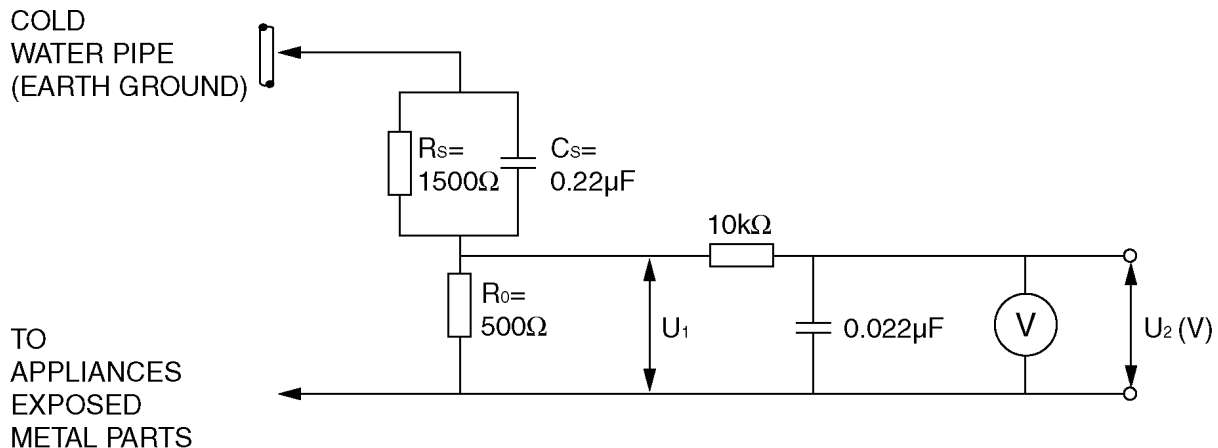 COLD
WATER PIPE
(EARTH GROUND)
Rs=
1500Ω
Cs=
0.22µF
10kΩ
R0=
500Ω
U1
0.022µF
V
U2 (V)
TO
APPLIANCES
EXPOSED
METAL PARTS